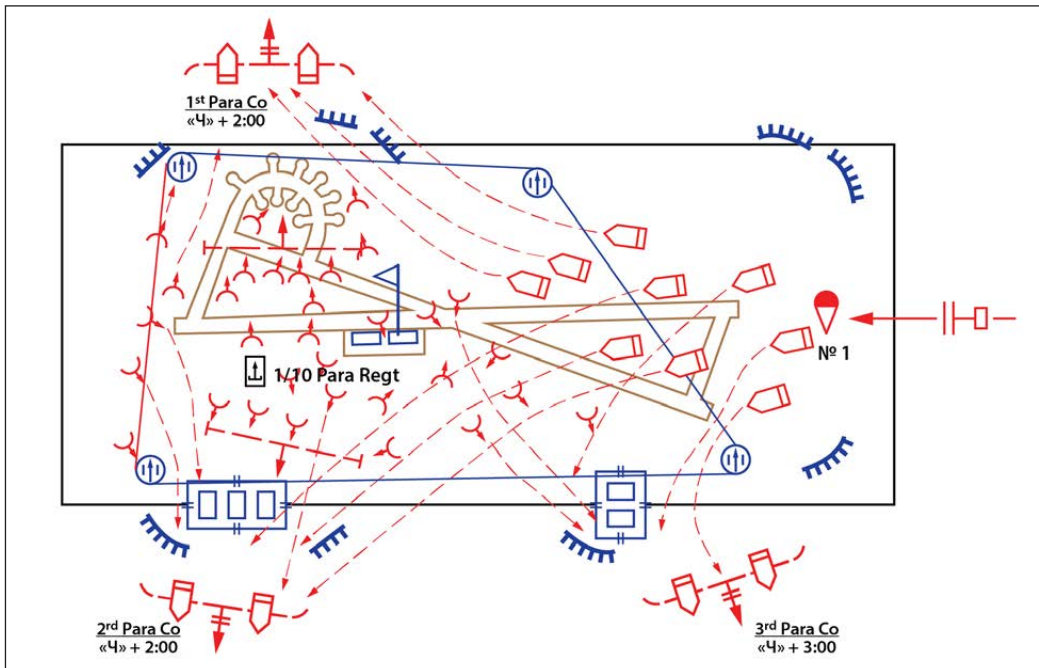 1st Para Co
«Ч» + 2:00
№ 1
1/10 Para Regt
2rd Para Co
«Ч» + 2:00
3rd Para Co
«Ч» + 3:00